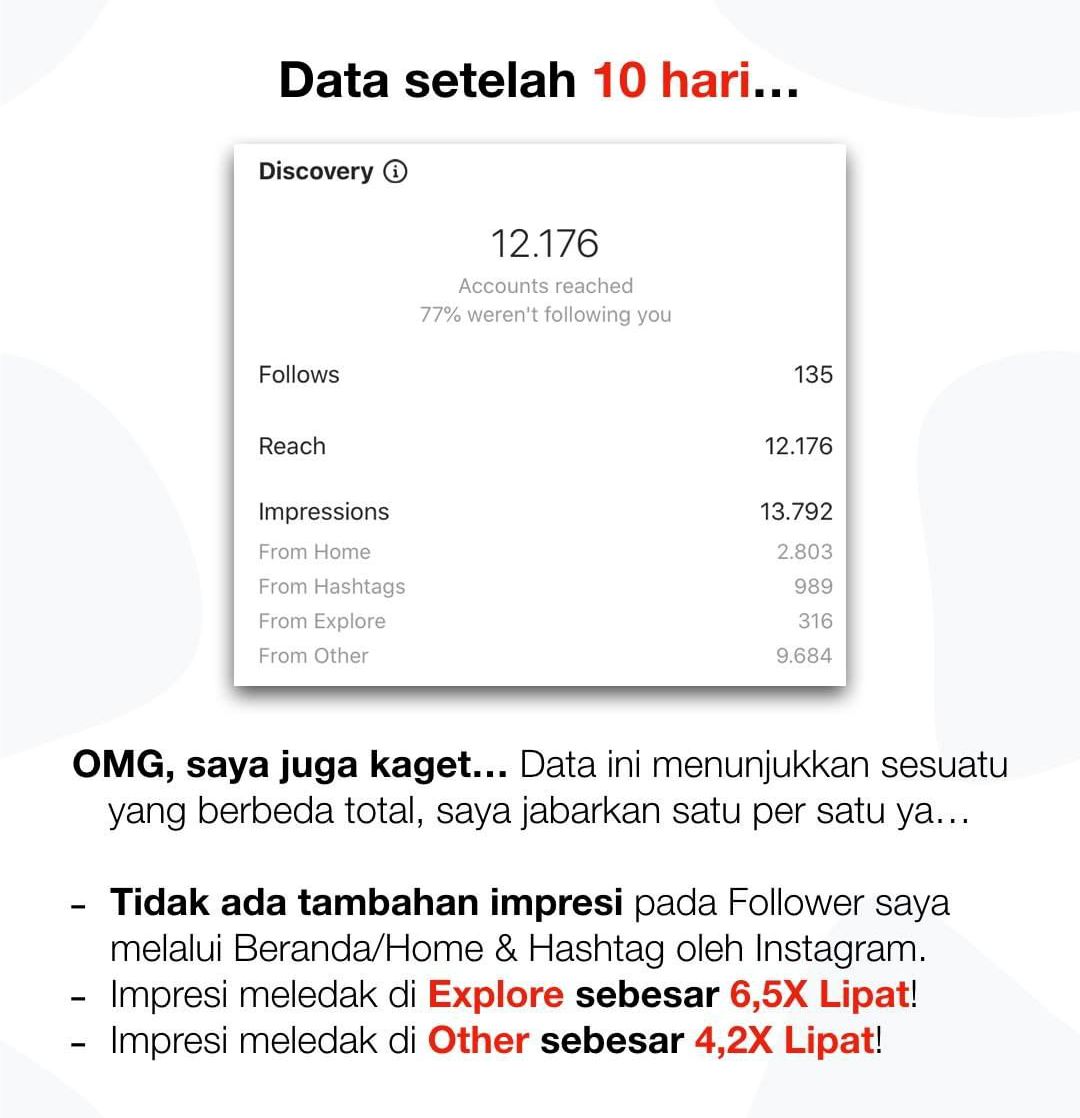 Data setelah 10 hari...
Discovery
12.176
Accounts reached
77% weren't following you
Follows 135
Reach 12.176
Impressions 13.792
From Home 2.803
From Hashtags 989
From Explore 316
From Other 9.684
OMG, saya juga kaget... Data ini menunjukkan sesuatu
yang berbeda total, saya jabarkan satu per satu ya...
- Tidak ada tambahan impresi pada Follower saya
melalui Beranda/Home & Hashtag oleh Instagram.
- Impresi meledak di Explore sebesar 6,5X Lipat!
- Impresi meledak di Other sebesar 4,2X Lipat!